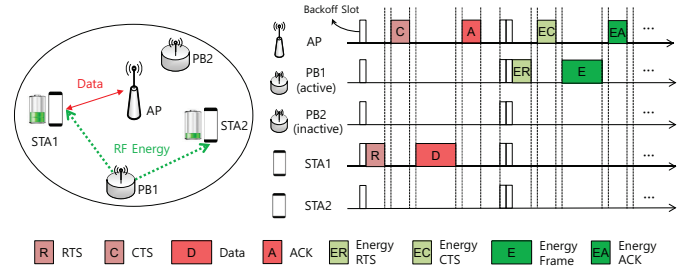 Backoff Slot
PB2
Data
AP
STA1
STA2
RF Energy
PB1
AP
C
A
EC
EA
...
PB1
(active)
ER
E
...
PB2
(inactive)
...
STA1
R
D
...
STA2
...
R RTS
C CTS
D Data
A ACK
ER Energy
RTS
EC Energy
CTS
E Energy
Frame
EA Energy
ACK